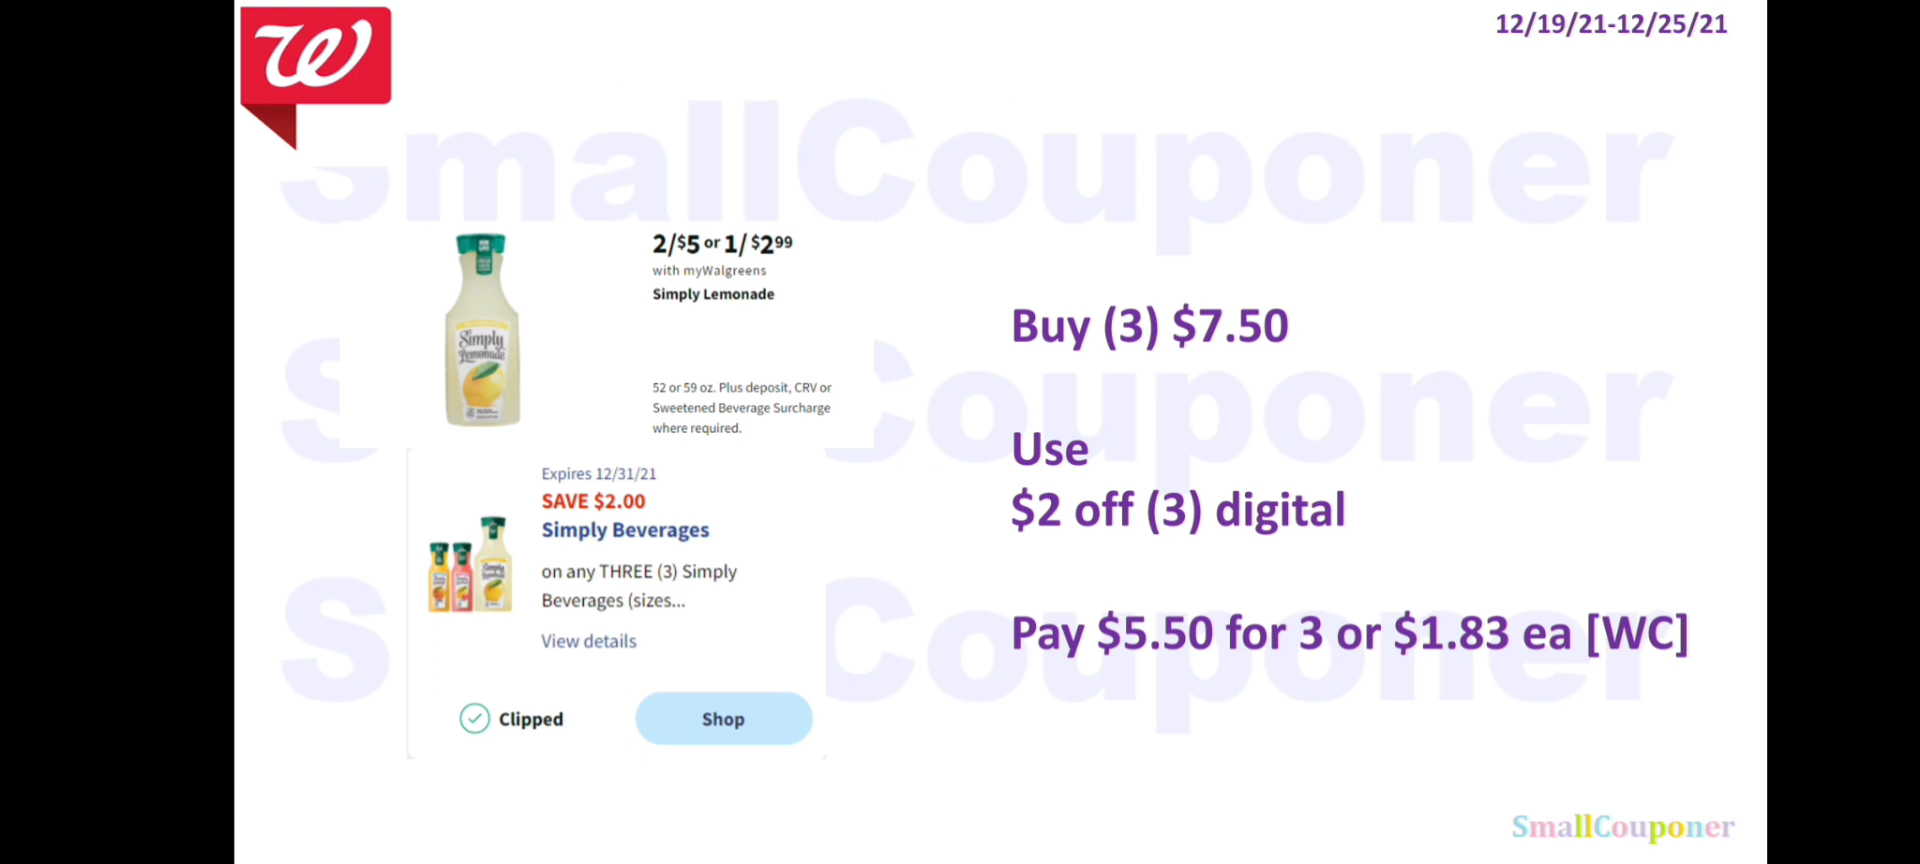 12/19/21-12/25/21
SmallCouponer
2/$5 or 1/$2.99
with myWalgreens
Simply Lemonade
Simply
Lemonade
52 or 59 oz. Plus deposit, CRV or
Sweetened Beverage Surcharge
where required.
Buy (3) $7.50
Use
$2 off (3) digital
Pay $5.50 for 3 or $1.83 ea [WC]
Expires 12/31/21
SAVE $2.00
Simply Beverages
on any THREE (3) Simply
Beverages (sizes...
View details
Clipped
Shop
SmallCouponer